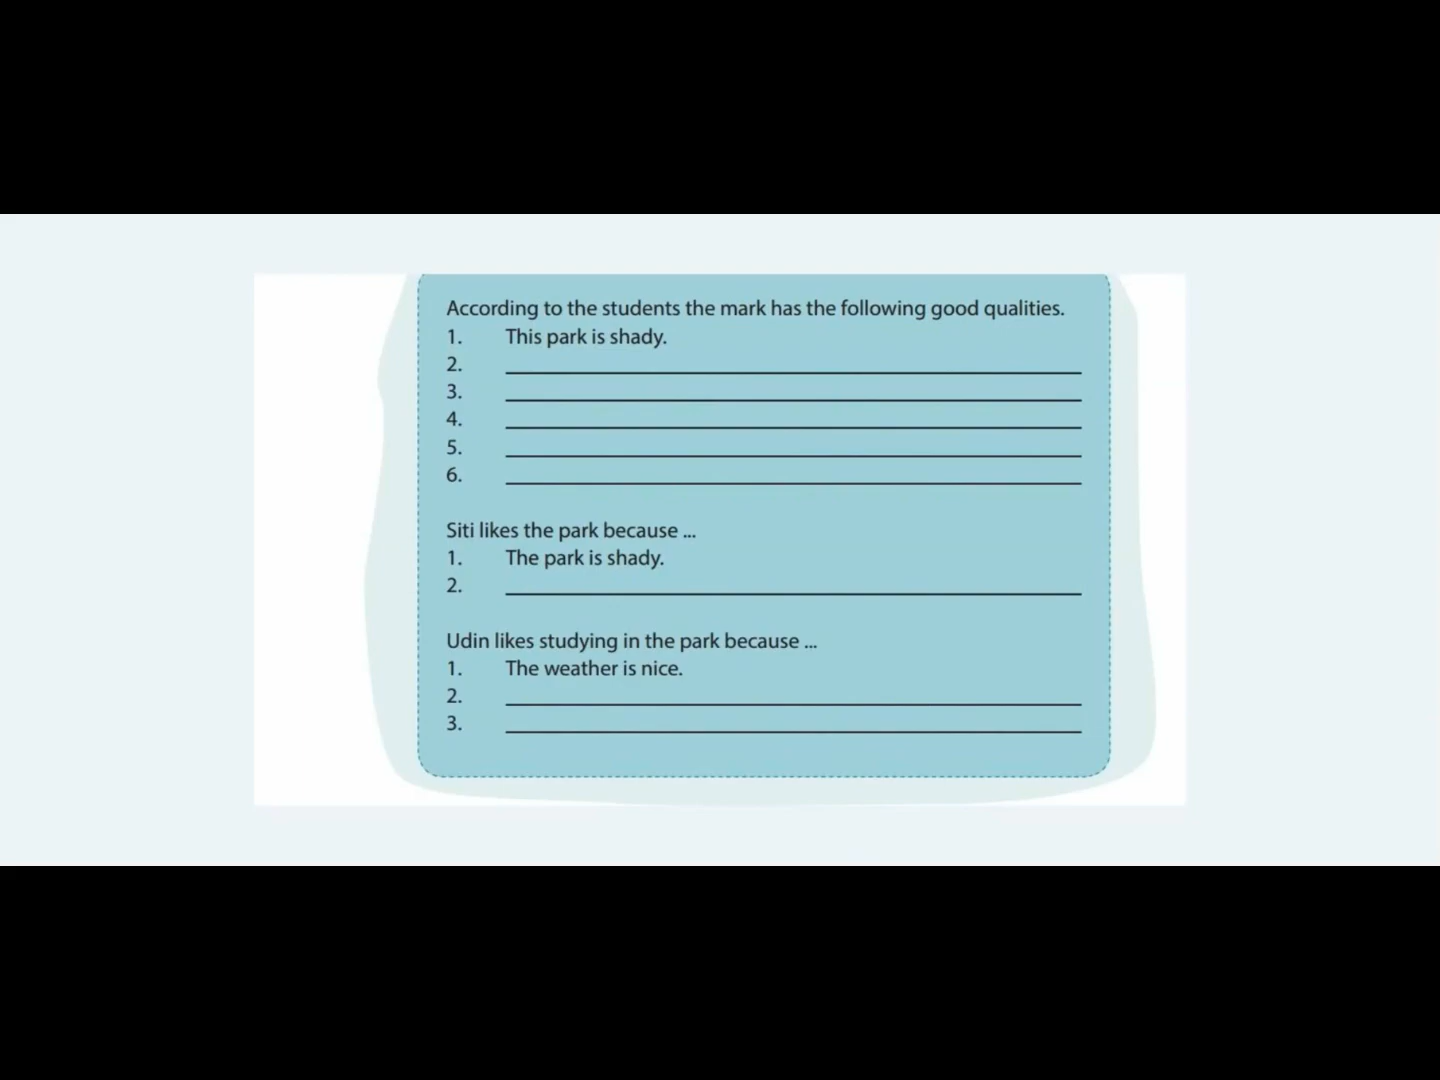 According to the students the mark has the following good qualities.
1. This park is shady.
2.
3.
4.
5.
6.
Siti likes the park because ...
1. The park is shady.
2.
Udin likes studying in the park because ...
1. The weather is nice.
2.
3.